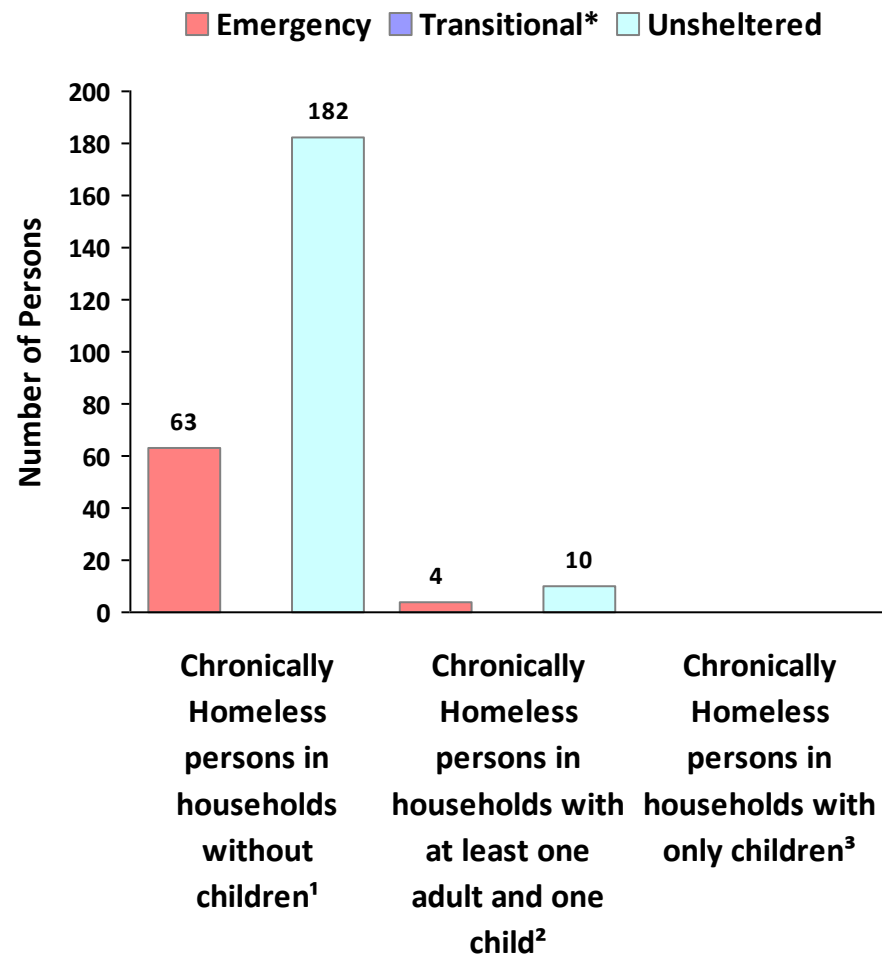 Emergency Transitional* Unsheltered
200
180
160
140
120
100
80
60
40
20
0
Number of Persons
63
182
4
10
Chronically
Homeless
persons in
households
without
children¹
Chronically
Homeless
persons in
households with
at least one
adult and one
child²
Chronically
Homeless
persons in
households with
only children³